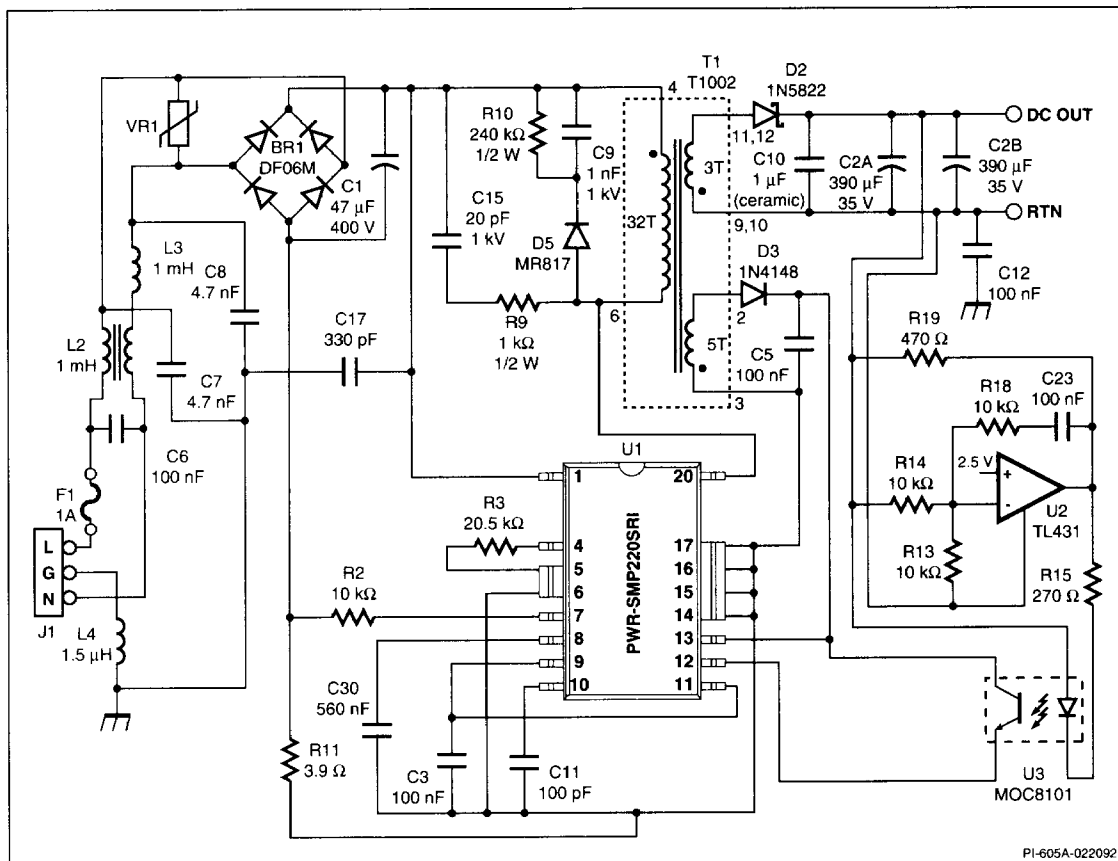 T1
T1002
4
D2
1N5822
DC OUT
VR1
BR1
DF06M
R10
240 kΩ
1/2 W
C9
1 nF
1 kV
11,12
3T
C10
1 µF
(ceramic)
C2A
390 µF
35 V
C2B
390 µF
35 V
C1
47 µF
400 V
C15
20 pF
1 kV
32T
9,10
RTN
D5
MR817
D3
1N4148
L3
1 mH
C8
4.7 nF
C12
100 nF
6
2
R9
1 kΩ
1/2 W
C17
330 pF
5T
C5
100 nF
R19
470 Ω
L2
1 mH
C7
4.7 nF
3
R18
10 kΩ
C23
100 nF
C6
100 nF
U1
R14
10 kΩ
2.5 V
+
-
U2
TL431
F1
1A
1
20
R3
20.5 kΩ
L
G
N
J1
4
5
6
7
8
9
10
17
16
15
14
13
12
11
PWR-SMP220SRI
R13
10 kΩ
R15
270 Ω
R2
10 kΩ
L4
1.5 µH
C30
560 nF
R11
3.9 Ω
C3
100 nF
C11
100 pF
U3
MOC8101
PI-605A-022092